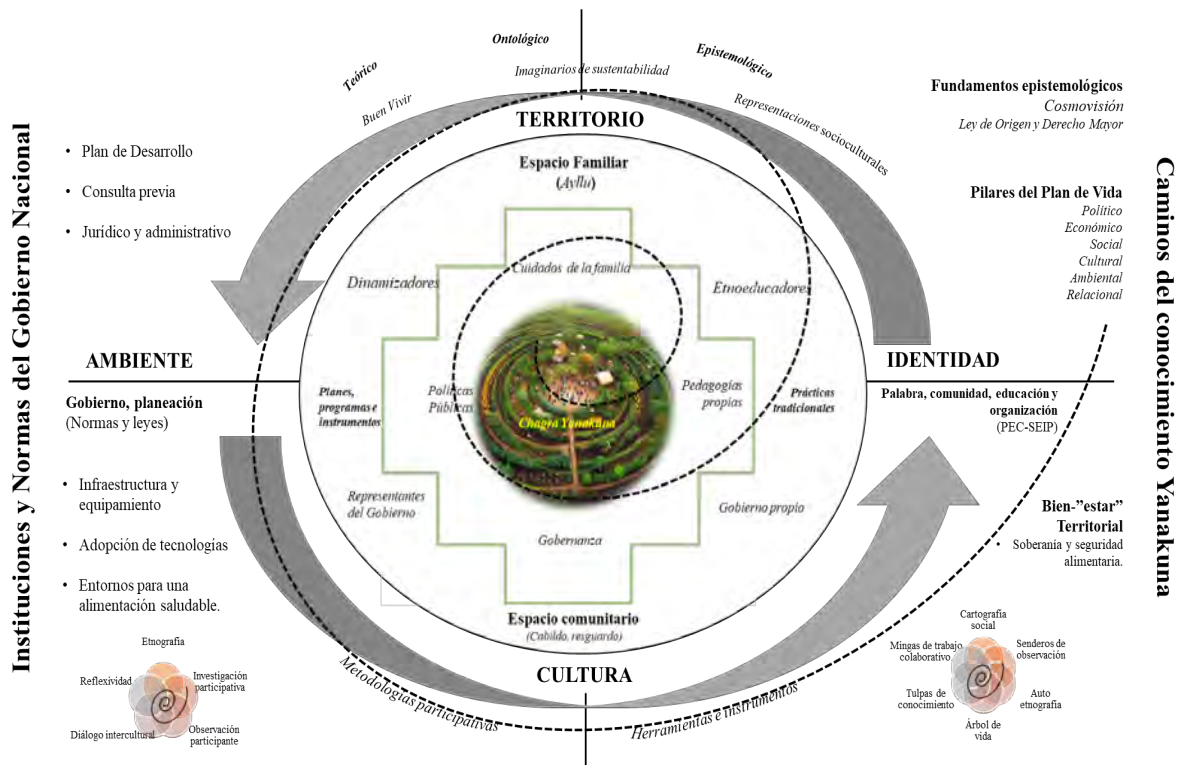 Ontológico
Teórico
Epistemológico
Imaginarios de sustentabilidad
Buen Vivir
Representaciones socioculturales
TERRITORIO
Espacio Familiar
(Ayllu)
Instituciones y Normas del Gobierno Nacional
• Plan de Desarrollo
• Consulta previa
• Jurídico y administrativo
Fundamentos epistemológicos
Cosmovisión
Ley de Origen y Derecho Mayor
Pilares del Plan de Vida
Político
Económico
Social
Cultural
Ambiental
Relacional
Caminos del conocimiento Yanakuna
Cuidados de la familia
Dinamizadores
Etnoeducadores
AMBIENTE
IDENTIDAD
Gobierno, planeación
(Normas y leyes)
Planes,
programas e
instrumentos
Políticas
Públicas
Chagra Yanakuna
Pedagogías
propias
Prácticas
tradicionales
Palabra, comunidad, educación y
organización
(PEC-SEIP)
• Infraestructura y
equipamiento
• Adopción de tecnologías
• Entornos para una
alimentación saludable.
Representantes
del Gobierno
Gobernanza
Gobierno propio
Bien-”estar”
Territorial
• Soberanía y seguridad
alimentaria.
Espacio comunitario
(Cabildo, resguardo)
CULTURA
Metodologías participativas
Herramientas e instrumentos
Etnografía
Reflexividad
Investigación
participativa
Diálogo intercultural
Observación
participante
Cartografía
social
Mingas de trabajo
colaborativo
Senderos de
observación
Tulpas de
conocimiento
Auto
etnografía
Árbol de
vida